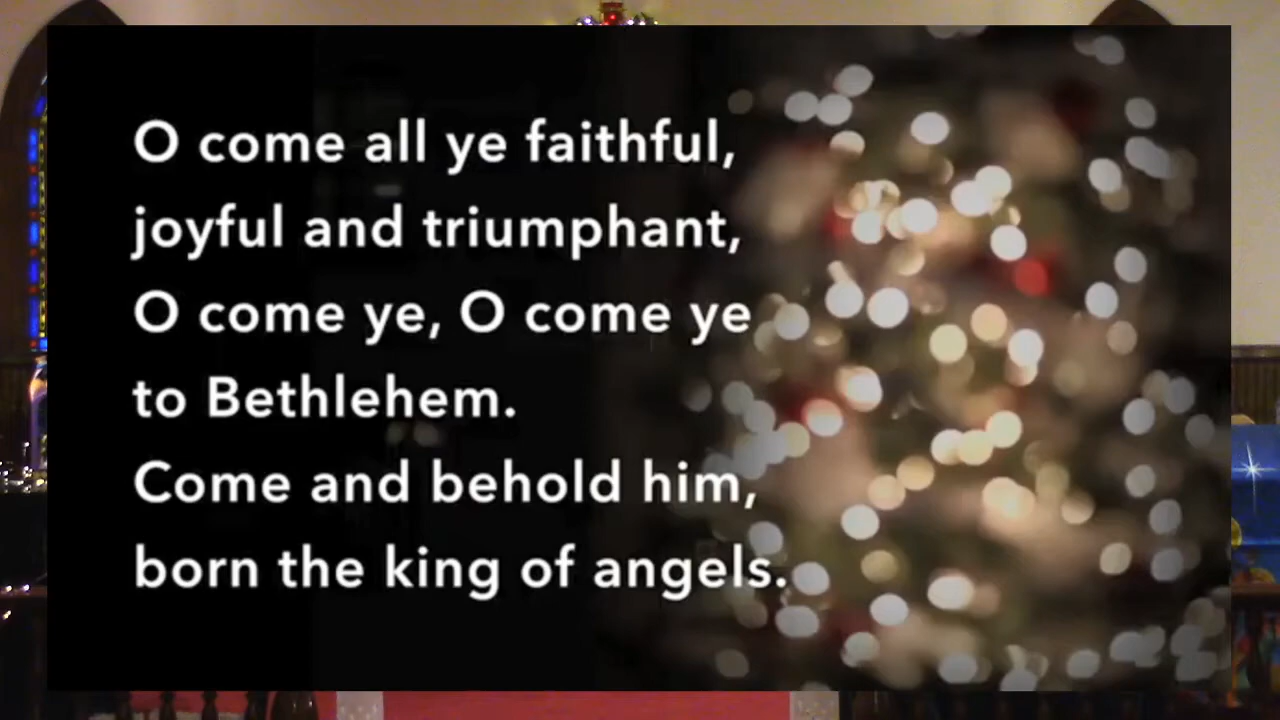 O come all ye faithful,
joyful and triumphant,
O come ye, O come ye
to Bethlehem.
Come and behold him,
born the king of angels.